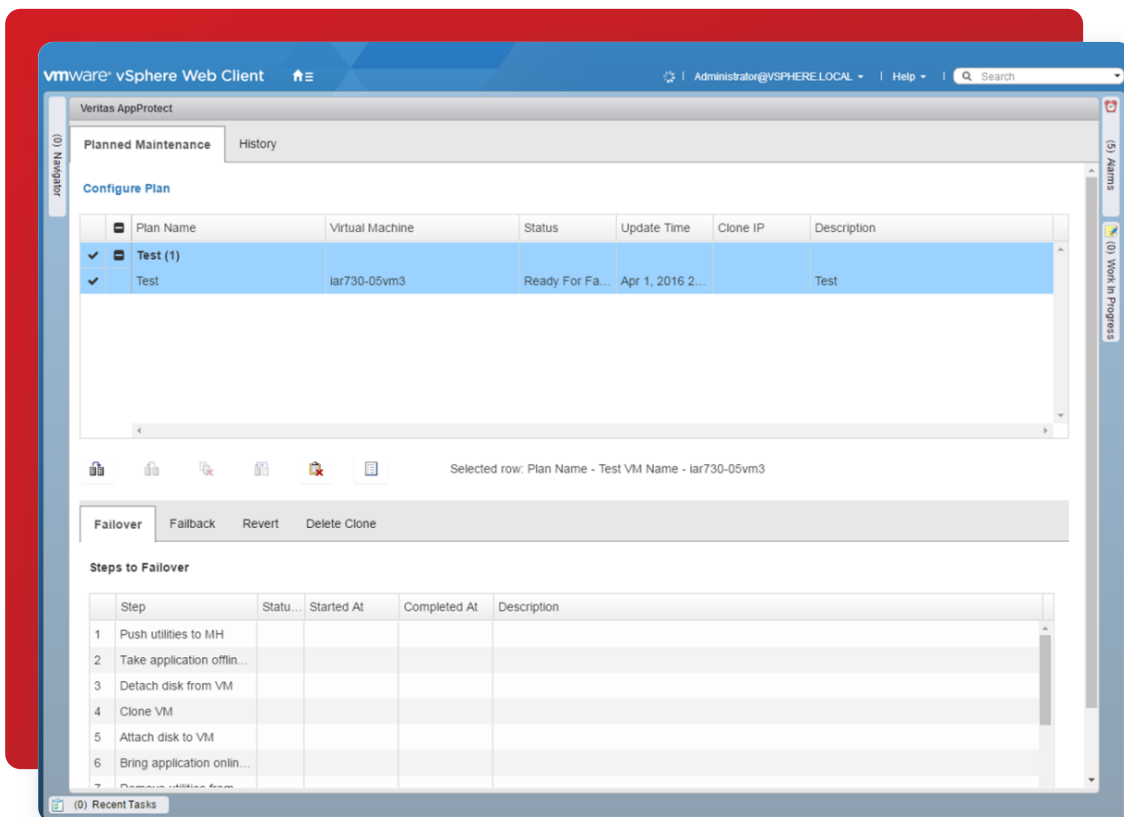 vmware® vSphere Web Client
Administrator@VSPHERE.LOCAL | Help | Search
Veritas AppProtect
(0) Navigator
(5) Alarms
(0) Work In Progress
Planned Maintenance History
Configure Plan
Plan Name Virtual Machine Status Update Time Clone IP Description
Test (1)
Test iar730-05vm3 Ready For Fa... Apr 1, 2016 2... Test
Selected row: Plan Name - Test VM Name - iar730-05vm3
Failover Failback Revert Delete Clone
Steps to Failover
Step Statu... Started At Completed At Description
1 Push utilities to MH
2 Take application offlin...
3 Detach disk from VM
4 Clone VM
5 Attach disk to VM
6 Bring application onlin...
7 Remove utilities from
(0) Recent Tasks